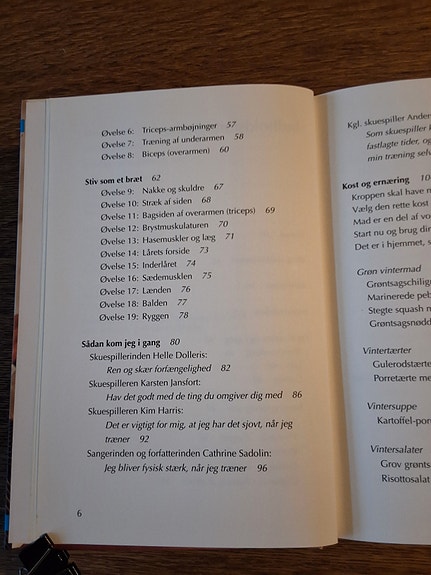 Øvelse 6: Triceps-armbøjninger 57
Øvelse 7: Træning af underarmen 58
Øvelse 8: Biceps (overarmen) 60
Stiv som et bræt 62
Øvelse 9: Nakke og skuldre 67
Øvelse 10: Stræk af siden 68
Øvelse 11: Bagsiden af overarmen (triceps) 69
Øvelse 12: Brystmuskulaturen 70
Øvelse 13: Hasemuskler og læg 71
Øvelse 14: Lårets forside 73
Øvelse 15: Inderlåret 74
Øvelse 16: Sædemusklen 75
Øvelse 17: Lænden 76
Øvelse 18: Balden 77
Øvelse 19: Ryggen 78
Sådan kom jeg i gang 80
Skuespillerinden Helle Dolleris:
Ren og skær forfængelighed 82
Skuespilleren Karsten Jansfort:
Hav det godt med de ting du omgiver dig med 86
Skuespilleren Kim Harris:
Det er vigtigt for mig, at jeg har det sjovt, når jeg
træner 92
Sangerinden og forfatterinden Cathrine Sadolin:
Jeg bliver fysisk stærk, når jeg træner 96
6
Kgl. skuespiller Ander
Som skuespiller
fastlagte tider, og
min træning selv
Kost og ernæring 10
Kroppen skal have n
Vælg den rette kost
Mad er en del af vo
Start nu og brug din
Det er i hjemmet, s
Grøn vintermad
Grøntsagschilig
Marinerede peb
Stegte squash n
Grøntsagsnødd
Vintertærter
Gulerodstærte
Porretærte me
Vintersuppe
Kartoffel-por
Vintersalater
Grov grønts
Risottosalat